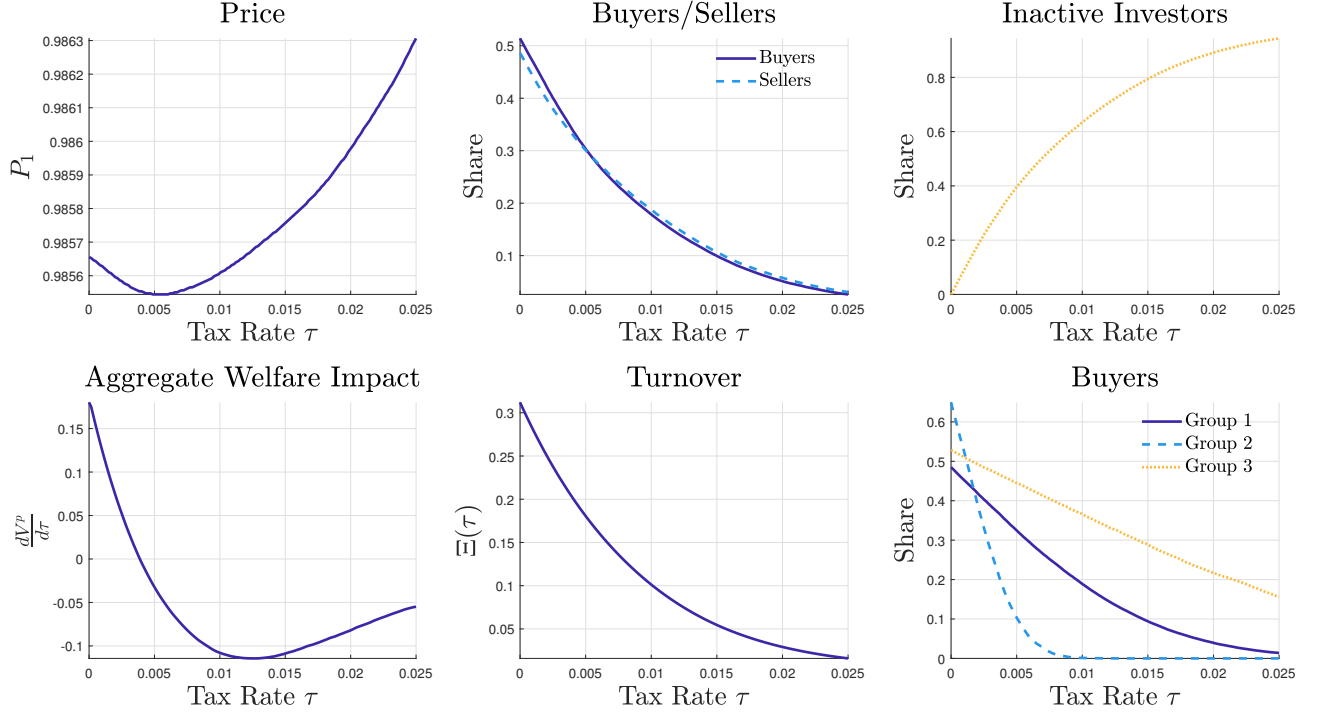 Price
0.9863
0.9862
0.9861
0.986
0.9859
0.9858
0.9857
0.9856
P₁
0 0.005 0.01 0.015 0.02 0.025
Tax Rate τ
Buyers/Sellers
0.5
0.4
0.3
0.2
0.1
Share
Buyers
Sellers
0 0.005 0.01 0.015 0.02 0.025
Tax Rate τ
Inactive Investors
0.8
0.6
0.4
0.2
0
Share
0 0.005 0.01 0.015 0.02 0.025
Tax Rate τ
Aggregate Welfare Impact
0.15
0.1
0.05
0
-0.05
-0.1
dVᵖ
dτ
0 0.005 0.01 0.015 0.02 0.025
Tax Rate τ
Turnover
0.3
0.25
0.2
0.15
0.1
0.05
Ξ(τ)
0 0.005 0.01 0.015 0.02 0.025
Tax Rate τ
Buyers
0.6
0.5
0.4
0.3
0.2
0.1
0
Share
Group 1
Group 2
Group 3
0 0.005 0.01 0.015 0.02 0.025
Tax Rate τ